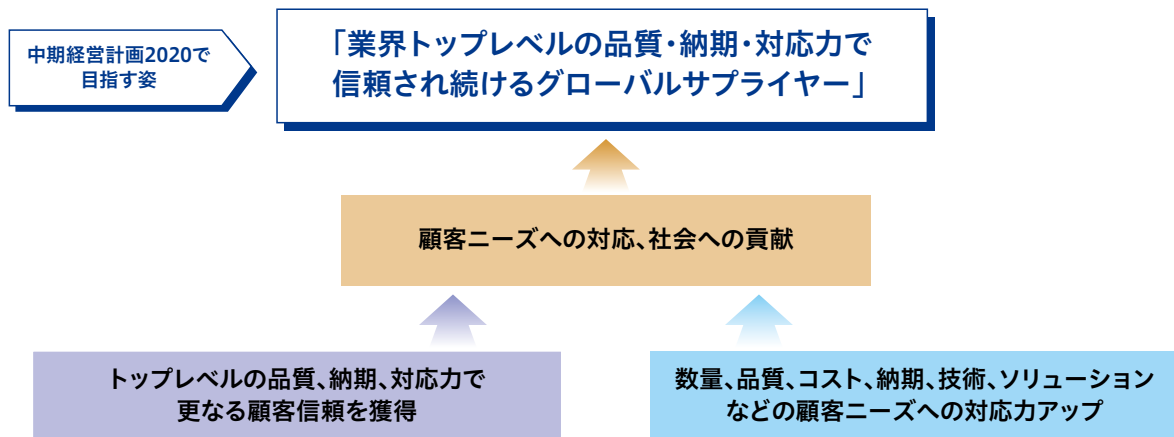 中期経営計画2020で
目指す姿
「業界トップレベルの品質・納期・対応力で
信頼され続けるグローバルサプライヤー」
顧客ニーズへの対応、社会への貢献
トップレベルの品質、納期、対応力で
更なる顧客信頼を獲得
数量、品質、コスト、納期、技術、ソリューション
などの顧客ニーズへの対応力アップ